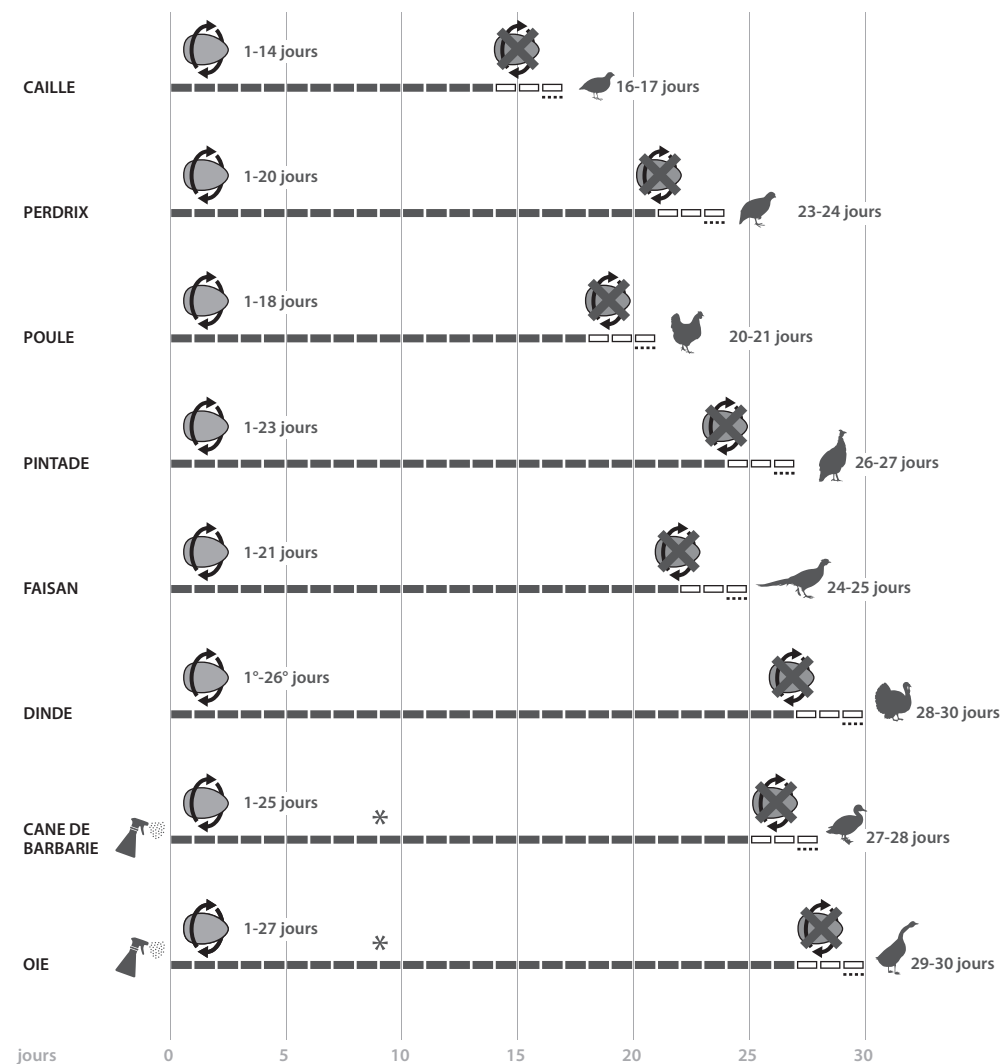 1-14 jours
CAILLE
16-17 jours
1-20 jours
PERDRIX
23-24 jours
1-18 jours
POULE
20-21 jours
1-23 jours
PINTADE
26-27 jours
1-21 jours
FAISAN
24-25 jours
1°-26° jours
DINDE
28-30 jours
1-25 jours
*
CANE DE
BARBARIE
27-28 jours
1-27 jours
*
OIE
29-30 jours
jours 0 5 10 15 20 25 30